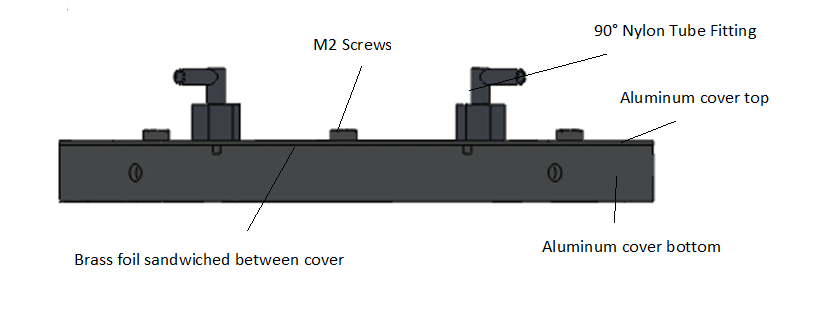 90° Nylon Tube Fitting
M2 Screws
Aluminum cover top
Aluminum cover bottom
Brass foil sandwiched between cover